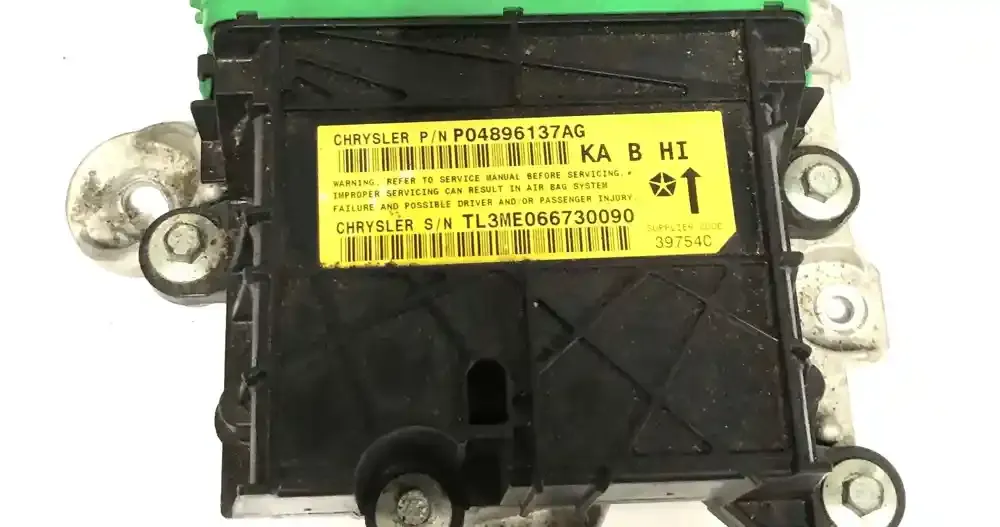 CHRYSLER P/N P04896137AG
KA B HI
WARNING, REFER TO SERVICE MANUAL BEFORE SERVICING.
IMPROPER SERVICING CAN RESULT IN AIR BAG SYSTEM
FAILURE AND POSSIBLE DRIVER AND/OR PASSENGER INJURY.
CHRYSLER S/N TL3ME066730090
SUPPLIER CODE
39754C